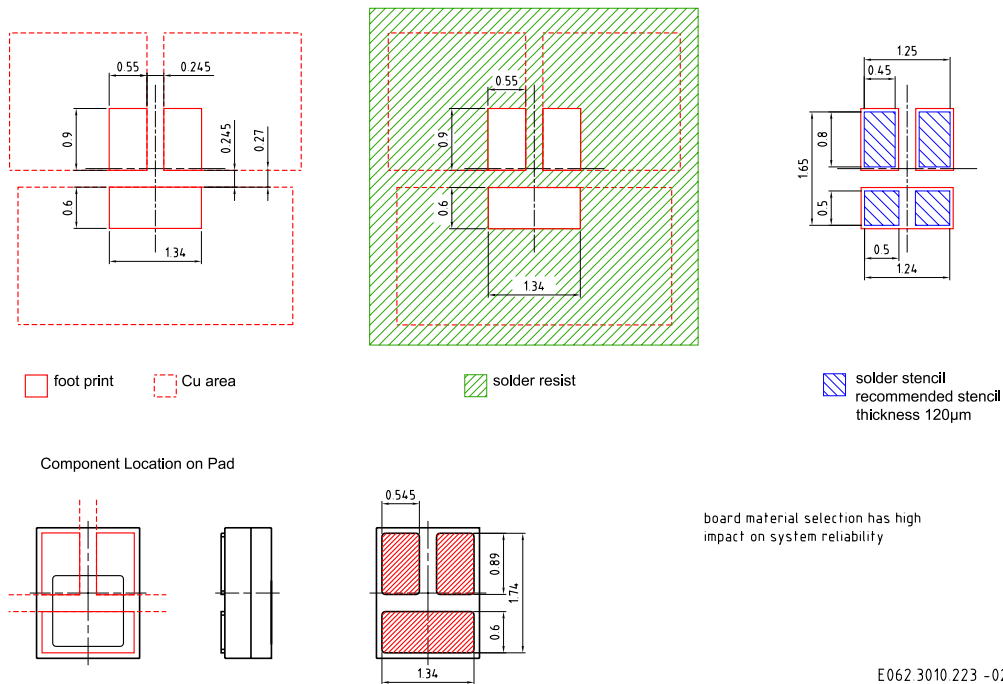 0.55
0.245
0.9
0.245
0.27
0.6
1.34
0.55
0.9
0.6
1.34
1.25
0.45
0.8
1.65
0.5
0.5
1.24
foot print
Cu area
solder resist
solder stencil
recommended stencil
thickness 120µm
Component Location on Pad
0.545
0.89
1.74
0.6
1.34
board material selection has high
impact on system reliability
E062.3010.223 -02